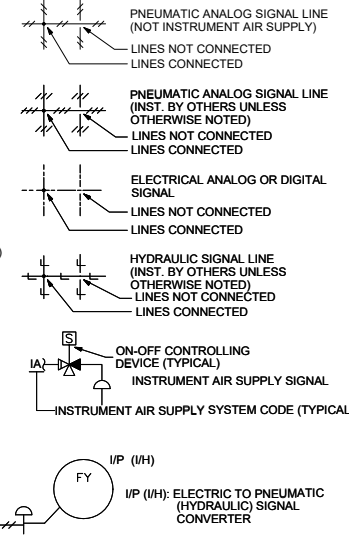 PNEUMATIC ANALOG SIGNAL LINE
(NOT INSTRUMENT AIR SUPPLY)
LINES NOT CONNECTED
LINES CONNECTED
PNEUMATIC ANALOG SIGNAL LINE
(INST. BY OTHERS UNLESS
OTHERWISE NOTED)
LINES NOT CONNECTED
LINES CONNECTED
ELECTRICAL ANALOG OR DIGITAL
SIGNAL
LINES NOT CONNECTED
LINES CONNECTED
)
HYDRAULIC SIGNAL LINE
(INST. BY OTHERS UNLESS
OTHERWISE NOTED)
LINES NOT CONNECTED
LINES CONNECTED
S
ON-OFF CONTROLLING
DEVICE (TYPICAL)
IA
INSTRUMENT AIR SUPPLY SIGNAL
INSTRUMENT AIR SUPPLY SYSTEM CODE (TYPICAL
I/P (I/H)
FY
I/P (I/H): ELECTRIC TO PNEUMATIC
(HYDRAULIC) SIGNAL
CONVERTER